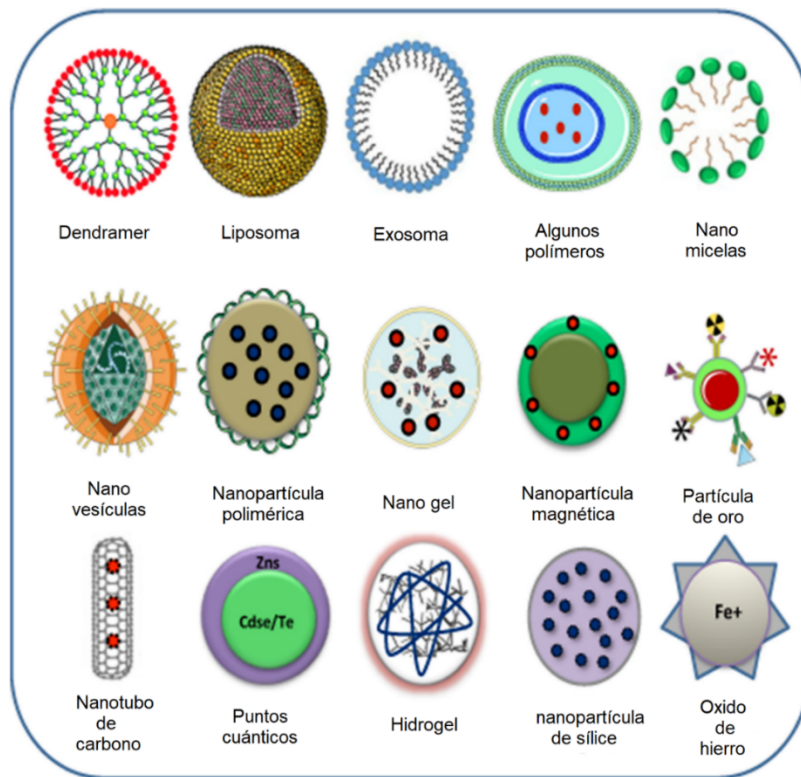 Dendramer
Liposoma
Exosoma
Algunos
polímeros
Nano
micelas
Nano
vesículas
Nanopartícula
polimérica
Nano gel
Nanopartícula
magnética
Partícula
de oro
Zns
Cdse/Te
Fe+
Nanotubo
de
carbono
Puntos
cuánticos
Hidrogel
nanopartícula
de sílice
Oxido
de
hierro